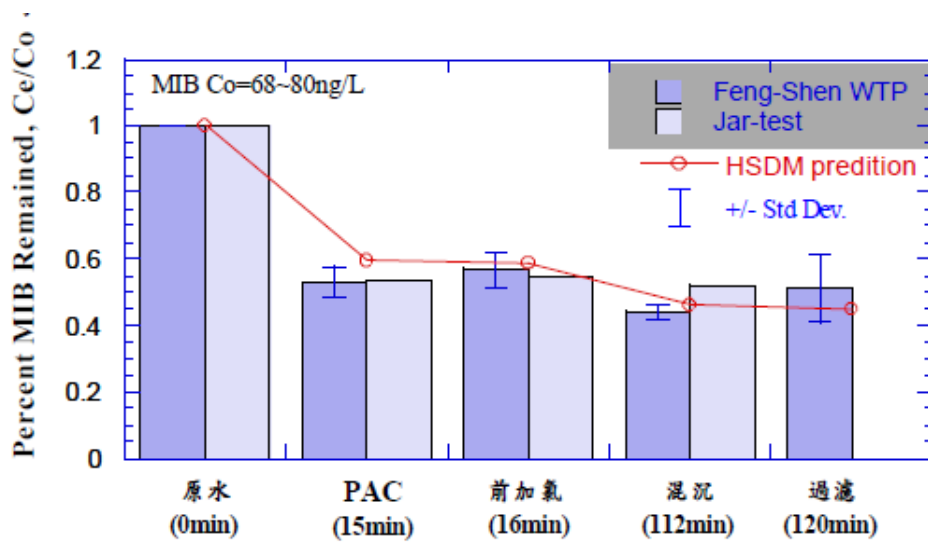 Percent MIB Remained, Ce/Co
1.2
1
0.8
0.6
0.4
0.2
0
MIB Co=68~80ng/L
Feng-Shen WTP
Jar-test
HSDM predition
+/- Std Dev.
原水 PAC 前加氯 混沉 過濾
(0min) (15min) (16min) (112min) (120min)